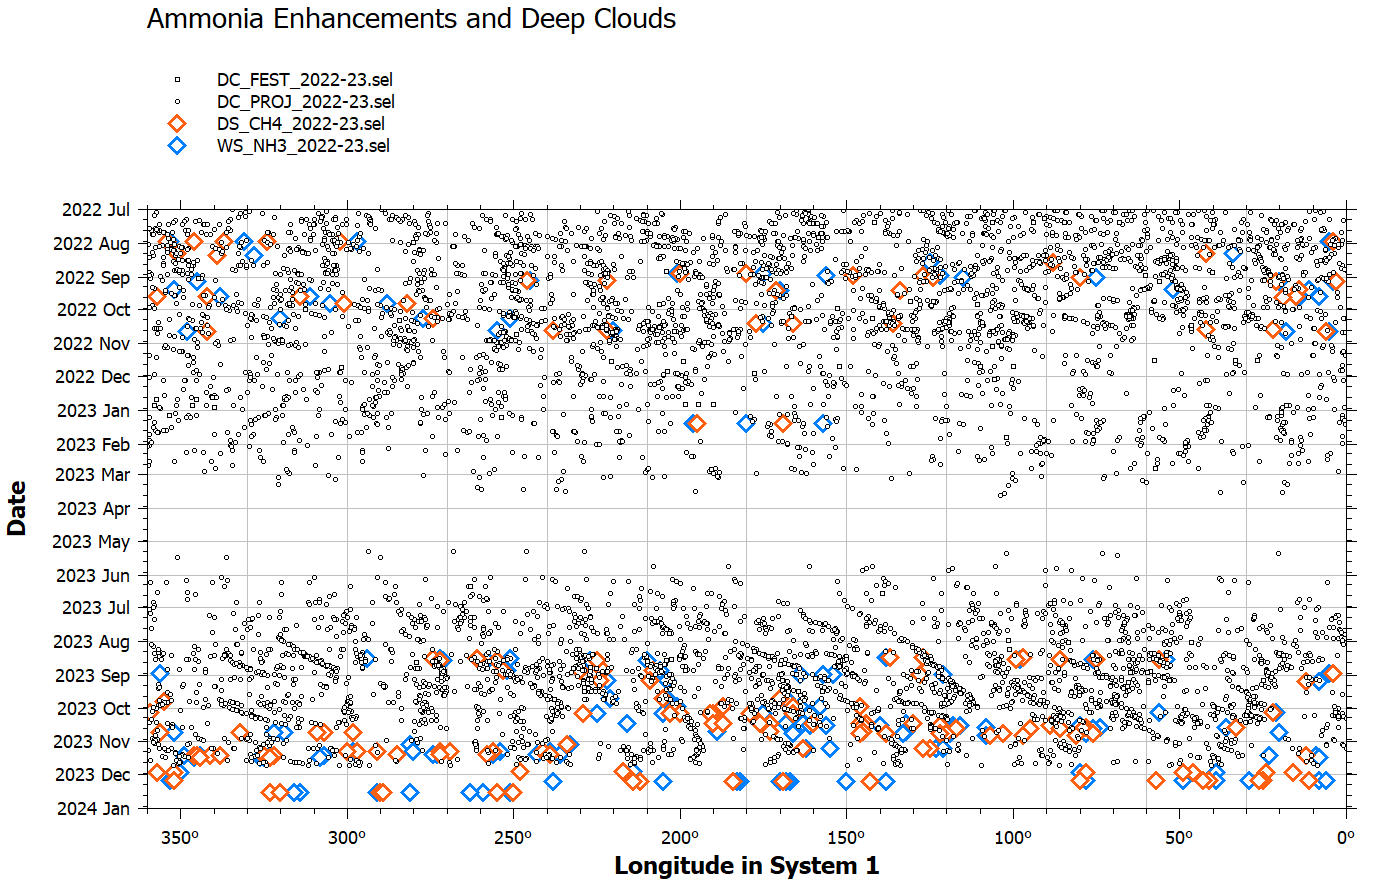 Ammonia Enhancements and Deep Clouds
DC_FEST_2022-23.sel
DC_PROJ_2022-23.sel
DS_CH4_2022-23.sel
WS_NH3_2022-23.sel
2022 Jul
2022 Aug
2022 Sep
2022 Oct
2022 Nov
2022 Dec
2023 Jan
2023 Feb
2023 Mar
2023 Apr
2023 May
2023 Jun
2023 Jul
2023 Aug
2023 Sep
2023 Oct
2023 Nov
2023 Dec
2024 Jan
Date
350° 300° 250° 200° 150° 100° 50° 0°
Longitude in System 1